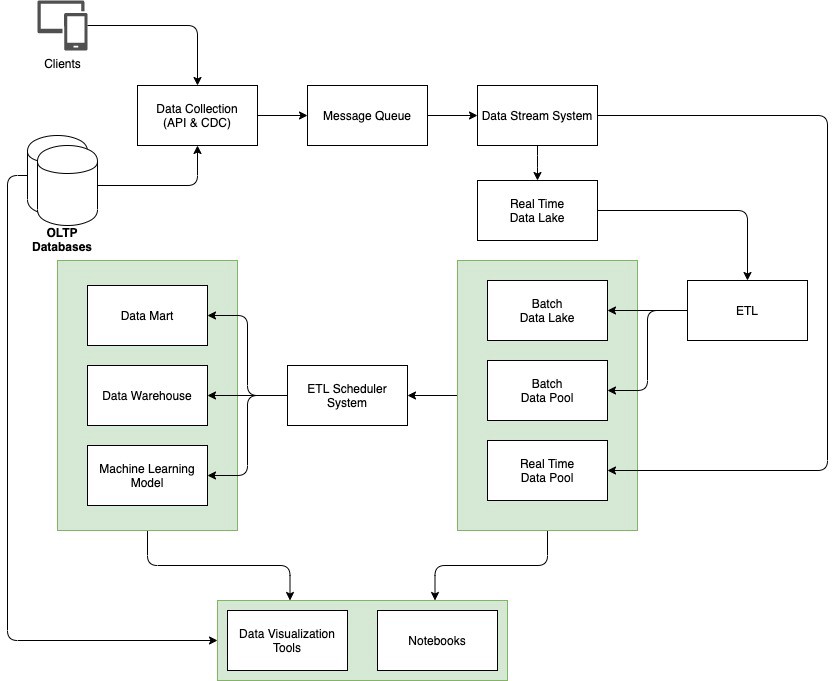 Clients
Data Collection
(API & CDC)
Message Queue
Data Stream System
Real Time
Data Lake
OLTP
Databases
Data Mart
Batch
Data Lake
ETL
Data Warehouse
ETL Scheduler
System
Batch
Data Pool
Machine Learning
Model
Real Time
Data Pool
Data Visualization
Tools
Notebooks